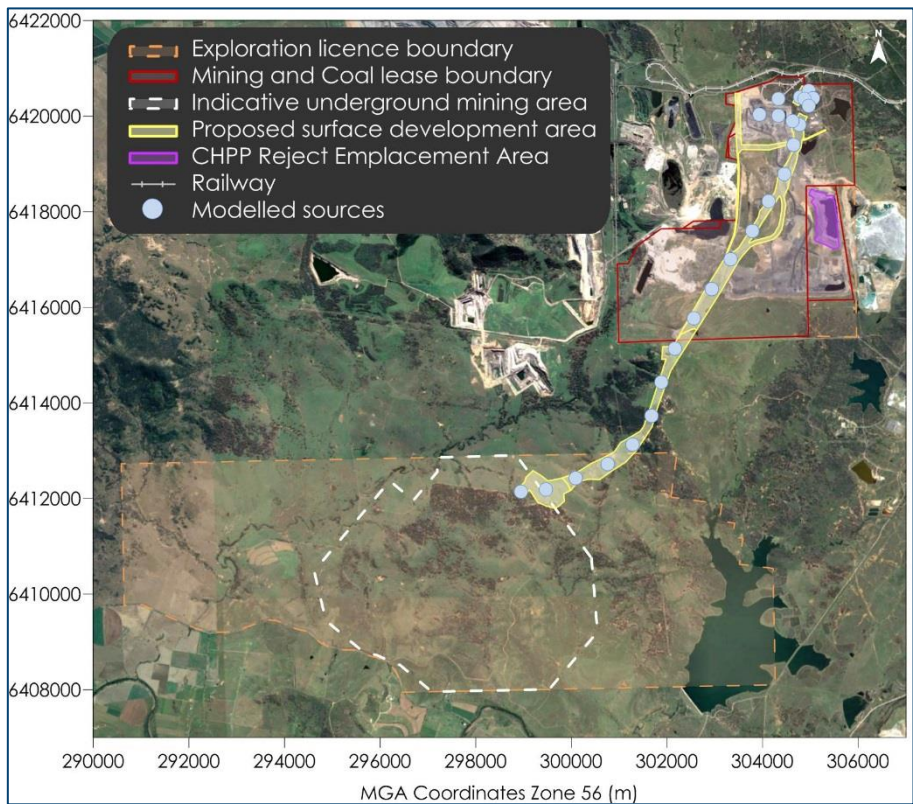 6422000
6420000
6418000
6416000
6414000
6412000
6410000
6408000
N
Exploration licence boundary
Mining and Coal lease boundary
Indicative underground mining area
Proposed surface development area
CHPP Reject Emplacement Area
Railway
Modelled sources
290000 292000 294000 296000 298000 300000 302000 304000 306000
MGA Coordinates Zone 56 (m)